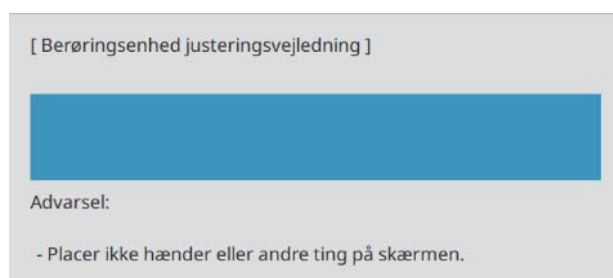 [ Berøringsenhed justeringsvejledning ]
Advarsel:
- Placer ikke hænder eller andre ting på skærmen.